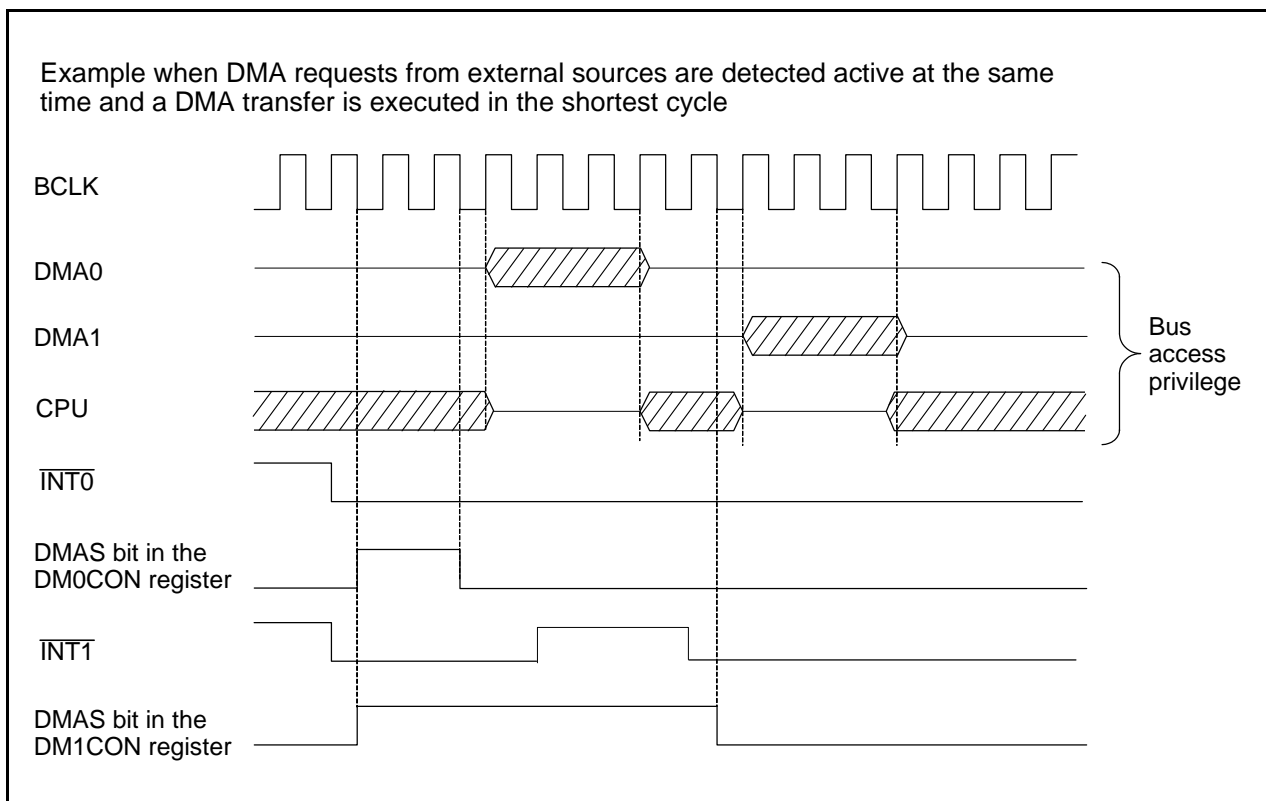 Example when DMA requests from external sources are detected active at the same
time and a DMA transfer is executed in the shortest cycle
BCLK
DMA0
DMA1
CPU
Bus
access
privilege
INT0
DMAS bit in the
DM0CON register
INT1
DMAS bit in the
DM1CON register